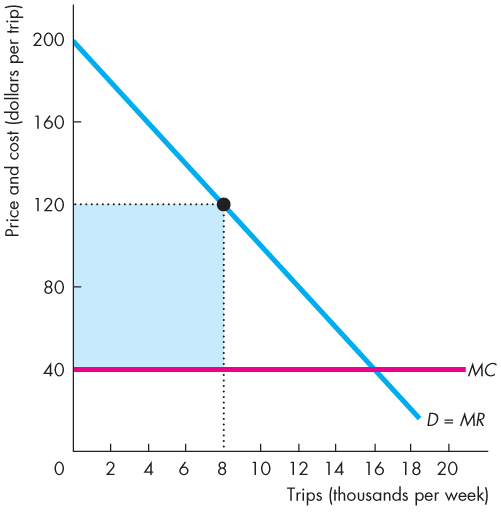 Price and cost (dollars per trip)
200
160
120
80
40
MC
D = MR
0 2 4 6 8 10 12 14 16 18 20
Trips (thousands per week)